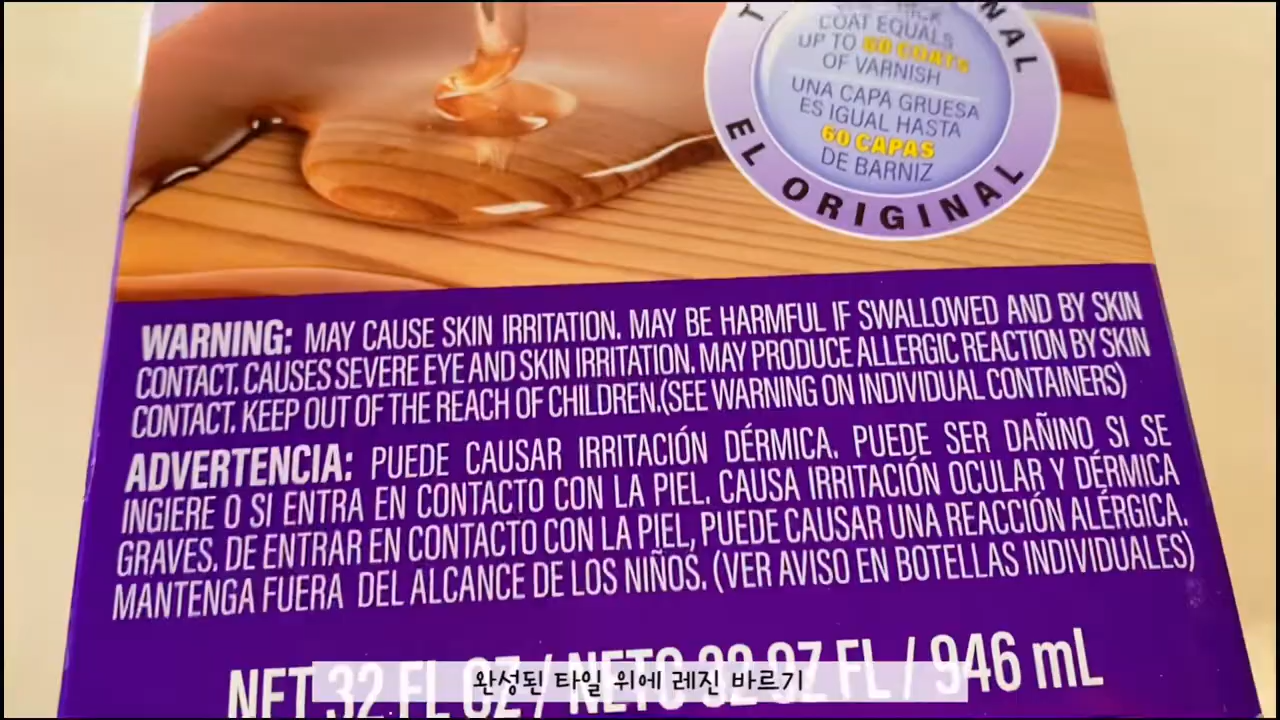 COAT EQUALS
UP TO 60 COATS
OF VARNISH
UNA CAPA GRUESA
ES IGUAL HASTA
60 CAPAS
DE BARNIZ
EL ORIGINAL
WARNING: MAY CAUSE SKIN IRRITATION. MAY BE HARMFUL IF SWALLOWED AND BY SKIN
CONTACT. CAUSES SEVERE EYE AND SKIN IRRITATION. MAY PRODUCE ALLERGIC REACTION BY SKIN
CONTACT. KEEP OUT OF THE REACH OF CHILDREN.(SEE WARNING ON INDIVIDUAL CONTAINERS)
ADVERTENCIA: PUEDE CAUSAR IRRITACIÓN DÉRMICA. PUEDE SER DAÑINO SI SE
INGIERE O SI ENTRA EN CONTACTO CON LA PIEL. CAUSA IRRITACIÓN OCULAR Y DÉRMICA
GRAVES. DE ENTRAR EN CONTACTO CON LA PIEL, PUEDE CAUSAR UNA REACCIÓN ALÉRGICA.
MANTENGA FUERA DEL ALCANCE DE LOS NIÑOS. (VER AVISO EN BOTELLAS INDIVIDUALES)
NET 32 FL OZ / NETO 32 OZ FL / 946 mL
완성된 타일 위에 레진 바르기